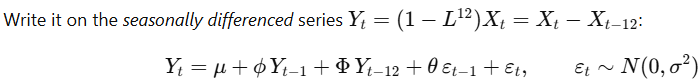 Write it on the seasonally differenced series Yₜ = (1 − L¹²)Xₜ = Xₜ − Xₜ₋₁₂:
Yₜ = μ + ϕ Yₜ₋₁ + Φ Yₜ₋₁₂ + θ εₜ₋₁ + εₜ, εₜ ∼ N(0, σ²)